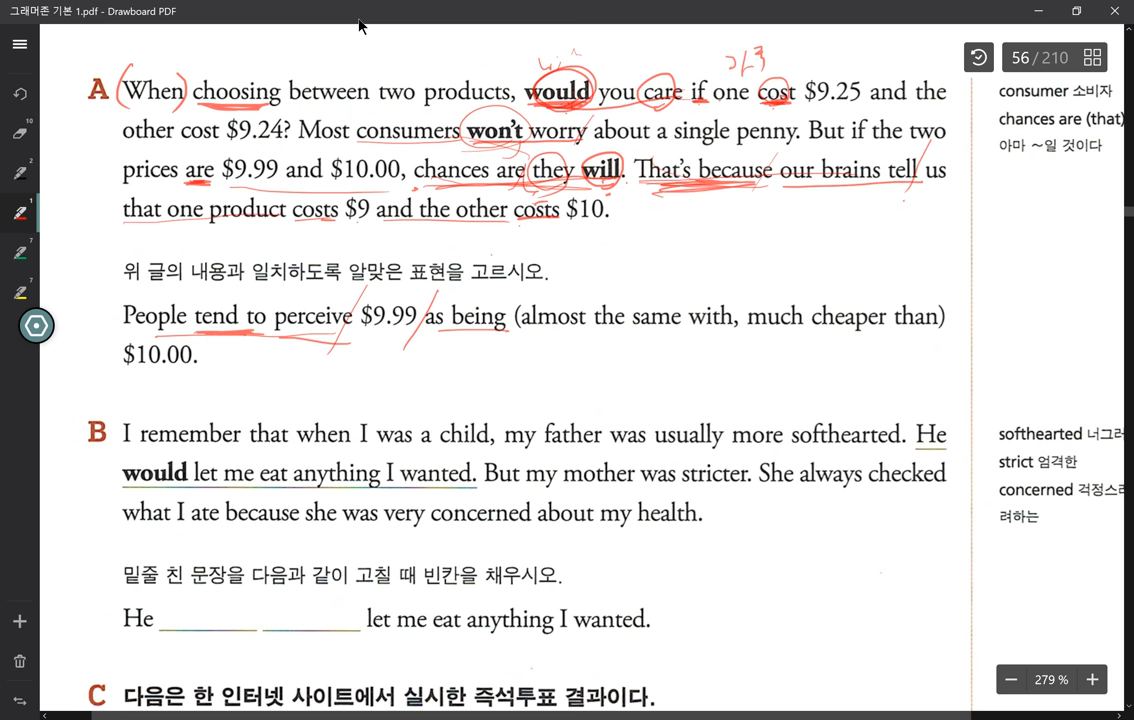 그래머존 기본 1.pdf - Drawboard PDF
56 / 210
A When choosing between two products, would you care if one cost $9.25 and the
other cost $9.24? Most consumers won't worry about a single penny. But if the two
prices are $9.99 and $10.00, chances are they will. That's because our brains tell us
that one product costs $9 and the other costs $10.
consumer 소비자
chances are (that)
아마 ~일 것이다
위 글의 내용과 일치하도록 알맞은 표현을 고르시오.
People tend to perceive $9.99 as being (almost the same with, much cheaper than)
$10.00.
B I remember that when I was a child, my father was usually more softhearted. He
would let me eat anything I wanted. But my mother was stricter. She always checked
what I ate because she was very concerned about my health.
softhearted 너그러
strict 엄격한
concerned 걱정스러
려하는
밑줄 친 문장을 다음과 같이 고칠 때 빈칸을 채우시오.
He ________ ________ let me eat anything I wanted.
C 다음은 한 인터넷 사이트에서 실시한 즉석투표 결과이다.
279 %
10
2
1
7
7